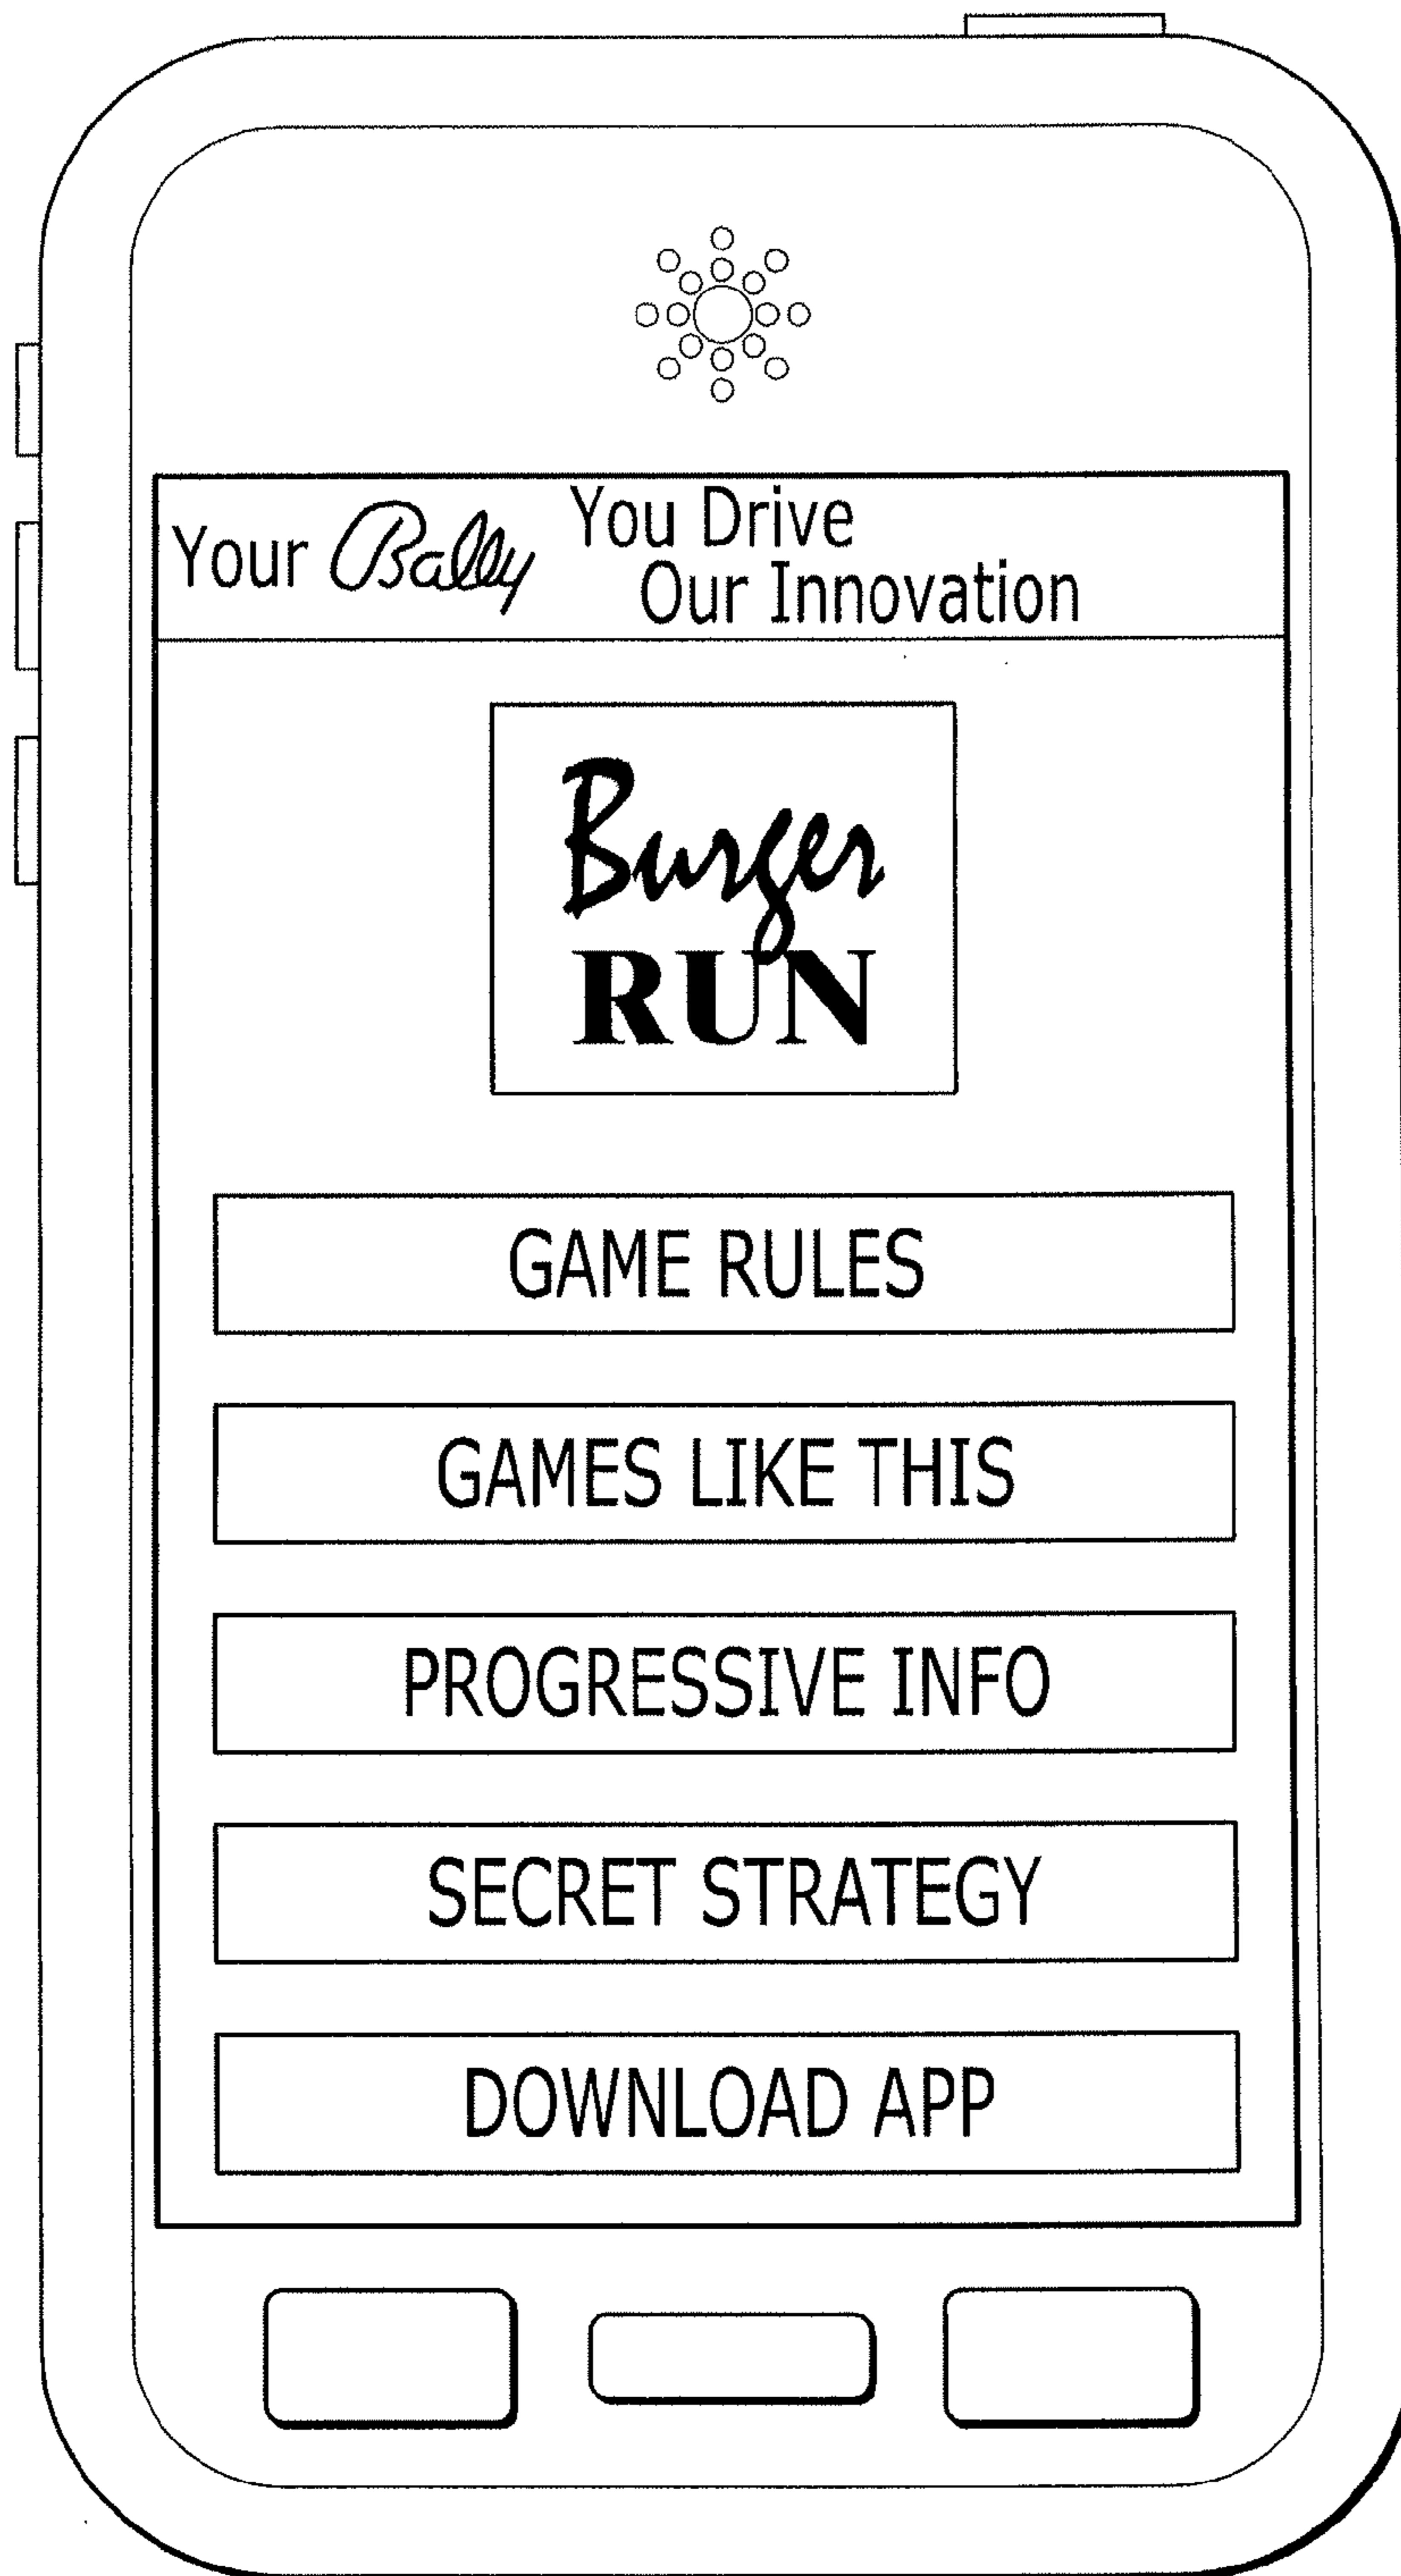 Your Bally You Drive
Our Innovation
Burger
RUN
GAME RULES
GAMES LIKE THIS
PROGRESSIVE INFO
SECRET STRATEGY
DOWNLOAD APP